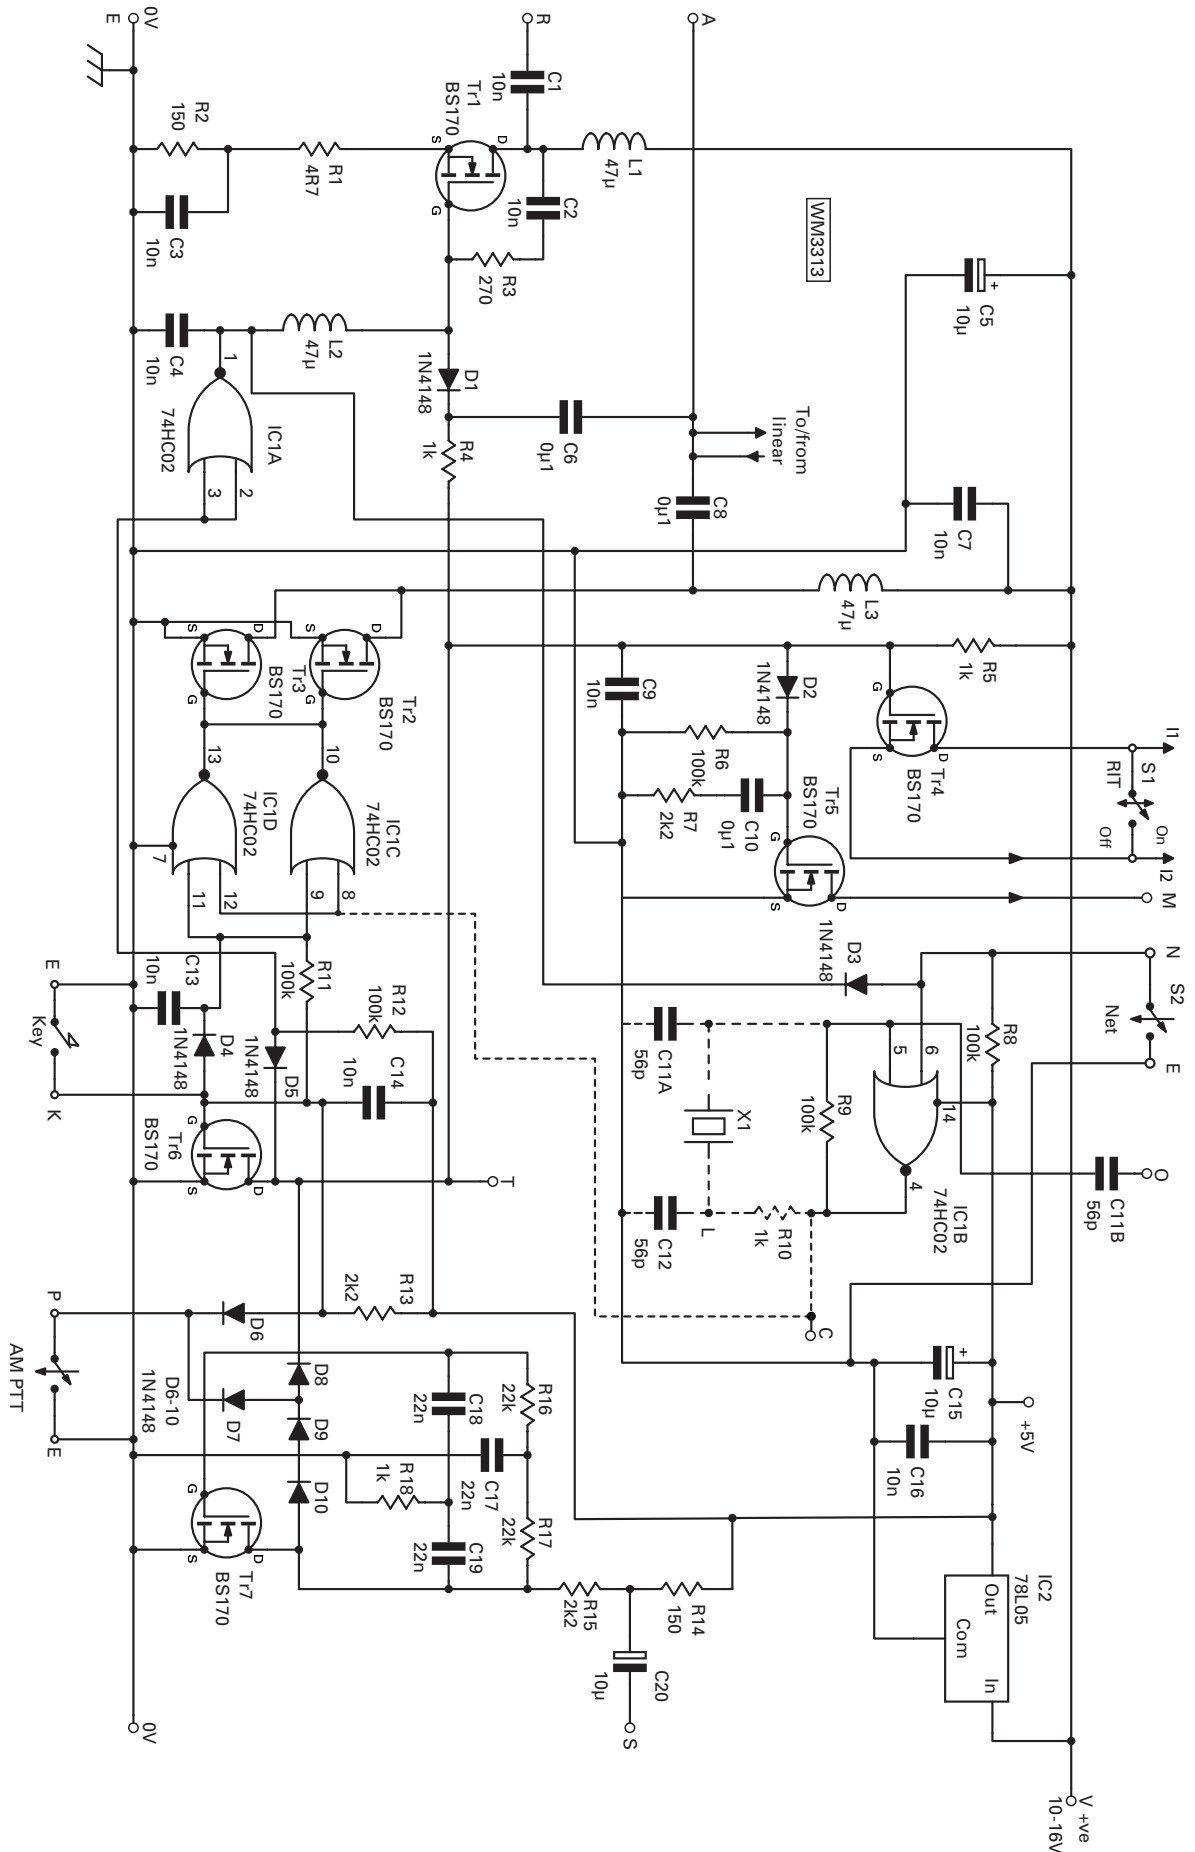 I1
S1
RIT
On
Off
I2
M
N
S2
Net
E
O
C11B
56p
V +ve
10-16V
WM3313
C5
10µ
+
C7
10n
L3
47µ
R5
1k
Tr4
BS170
G
S
D
D2
1N4148
R6
100k
C10
0µ1
R7
2k2
C9
10n
Tr5
BS170
G
S
D
D3
1N4148
R8
100k
6
5
14
4
IC1B
74HC02
R9
100k
X1
C11A
56p
C12
56p
L
R10
1k
C
C15
10µ
+
+5V
C16
10n
IC2
78L05
Out
Com
In
A
R
C1
10n
L1
47µ
Tr1
BS170
D
S
G
C2
10n
R3
270
To/from
linear
C6
0µ1
C8
0µ1
D1
1N4148
R4
1k
R1
4R7
R2
150
C3
10n
L2
47µ
C4
10n
1
2
3
IC1A
74HC02
Tr2
BS170
D
S
G
Tr3
BS170
D
S
G
10
13
IC1C
74HC02
IC1D
74HC02
7
8
9
12
11
C13
10n
R11
100k
R12
100k
C14
10n
D4
1N4148
D5
1N4148
Tr6
BS170
G
S
D
T
R13
2k2
D6
D7
D8
D9
D10
D6-10
1N4148
R16
22k
C18
22n
C17
22n
R18
1k
R17
22k
C19
22n
Tr7
BS170
G
S
D
R15
2k2
R14
150
C20
10µ
S
0V
E
0V
E
Key
K
P
AM PTT
E